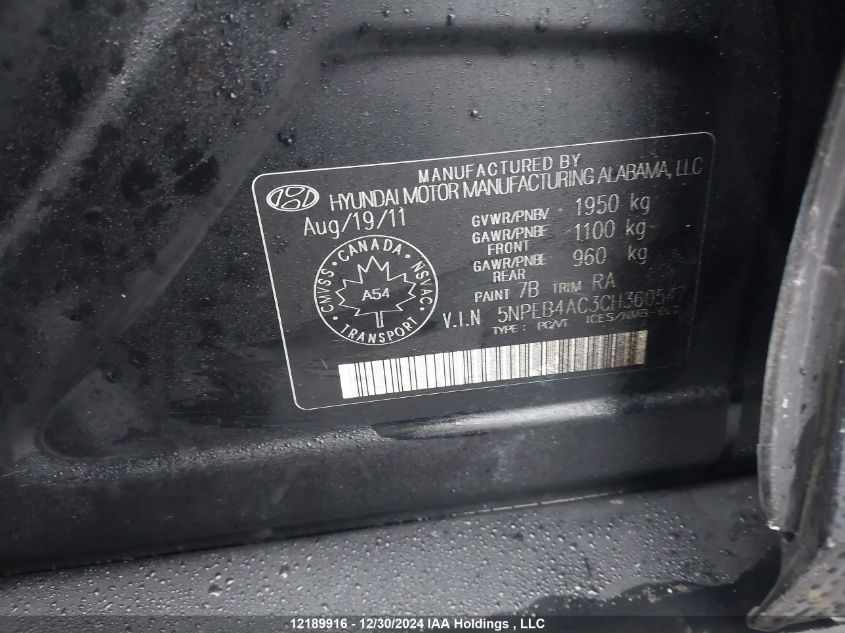 MANUFACTURED BY
HYUNDAI MOTOR MANUFACTURING ALABAMA, LLC
Aug/19/11
GVWR/PNBV 1950 kg
GAWR/PNBE FRONT 1100 kg
GAWR/PNBE REAR 960 kg
PAINT 7B TRIM RA
V.I.N
TYPE : PC/VT
CANADA
CMVSS NSVAC
A54
TRANSPORT
12189916 - 12/30/2024 IAA Holdings , LLC